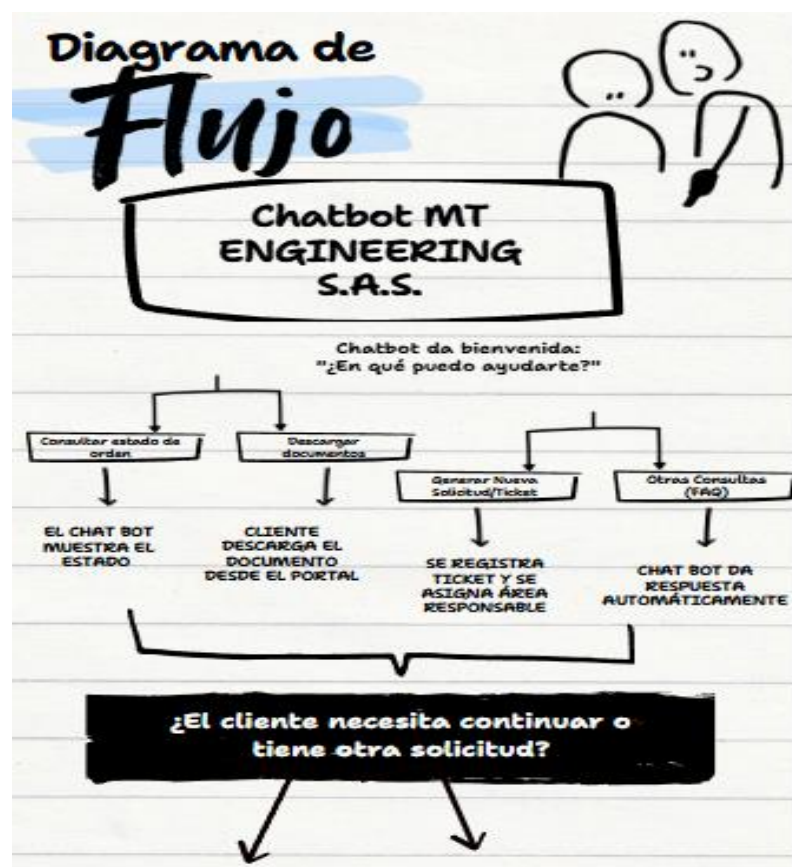 Diagrama de
Flujo
Chatbot MT
ENGINEERING
S.A.S.
Chatbot da bienvenida:
"¿En qué puedo ayudarte?"
Consultar estado de
orden
Descargar
documentos
Generar Nueva
Solicitud/Ticket
Otras Consultas
(FAQ)
EL CHAT BOT
MUESTRA EL
ESTADO
CLIENTE
DESCARGA EL
DOCUMENTO
DESDE EL PORTAL
SE REGISTRA
TICKET Y SE
ASIGNA ÁREA
RESPONSABLE
CHAT BOT DA
RESPUESTA
AUTOMÁTICAMENTE
¿El cliente necesita continuar o
tiene otra solicitud?